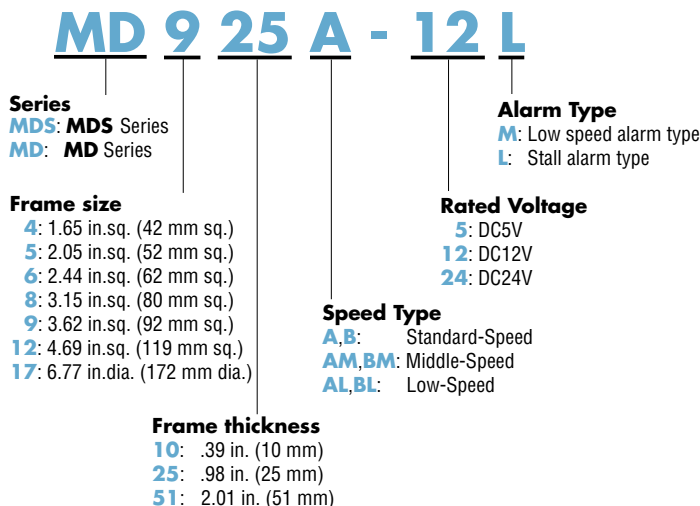 MD 9 25 A - 12 L
Series
MDS: MDS Series
MD: MD Series
Alarm Type
M: Low speed alarm type
L: Stall alarm type
Frame size
4: 1.65 in.sq. (42 mm sq.)
5: 2.05 in.sq. (52 mm sq.)
6: 2.44 in.sq. (62 mm sq.)
8: 3.15 in.sq. (80 mm sq.)
9: 3.62 in.sq. (92 mm sq.)
12: 4.69 in.sq. (119 mm sq.)
17: 6.77 in.dia. (172 mm dia.)
Rated Voltage
5: DC5V
12: DC12V
24: DC24V
Speed Type
A,B: Standard-Speed
AM,BM: Middle-Speed
AL,BL: Low-Speed
Frame thickness
10: .39 in. (10 mm)
25: .98 in. (25 mm)
51: 2.01 in. (51 mm)